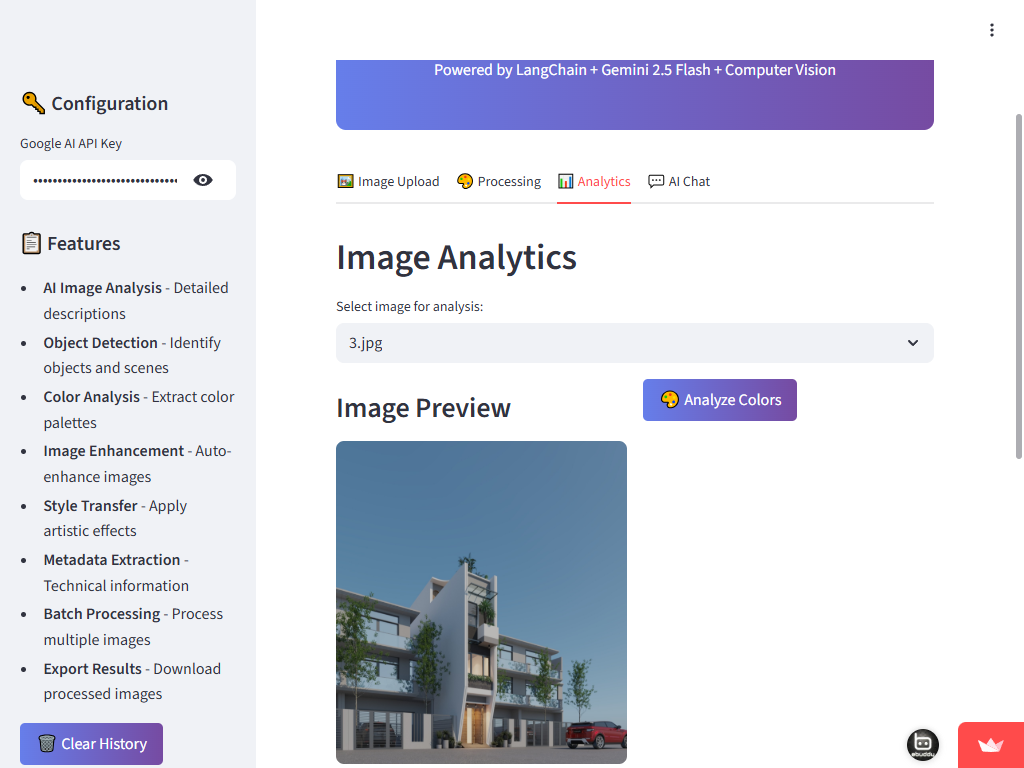 Configuration
Google AI API Key
Features
AI Image Analysis - Detailed
descriptions
Object Detection - Identify
objects and scenes
Color Analysis - Extract color
palettes
Image Enhancement - Auto-
enhance images
Style Transfer - Apply
artistic effects
Metadata Extraction -
Technical information
Batch Processing - Process
multiple images
Export Results - Download
processed images
Clear History
Powered by LangChain + Gemini 2.5 Flash + Computer Vision
Image Upload
Processing
Analytics
AI Chat
Image Analytics
Select image for analysis:
3.jpg
Image Preview
Analyze Colors